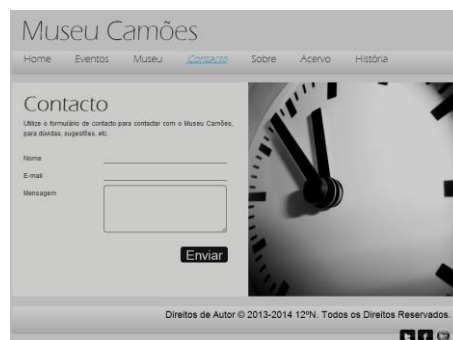 Museu Camões
Home Eventos Museu Contacto Sobre Acervo História
Contacto
Utilize o formulário de contacto para contactar com o Museu Camões,
para dúvidas, sugestões, etc.
Nome
E-mail
Mensagem
Enviar
Direitos de Autor © 2013-2014 12ºN. Todos os Direitos Reservados.